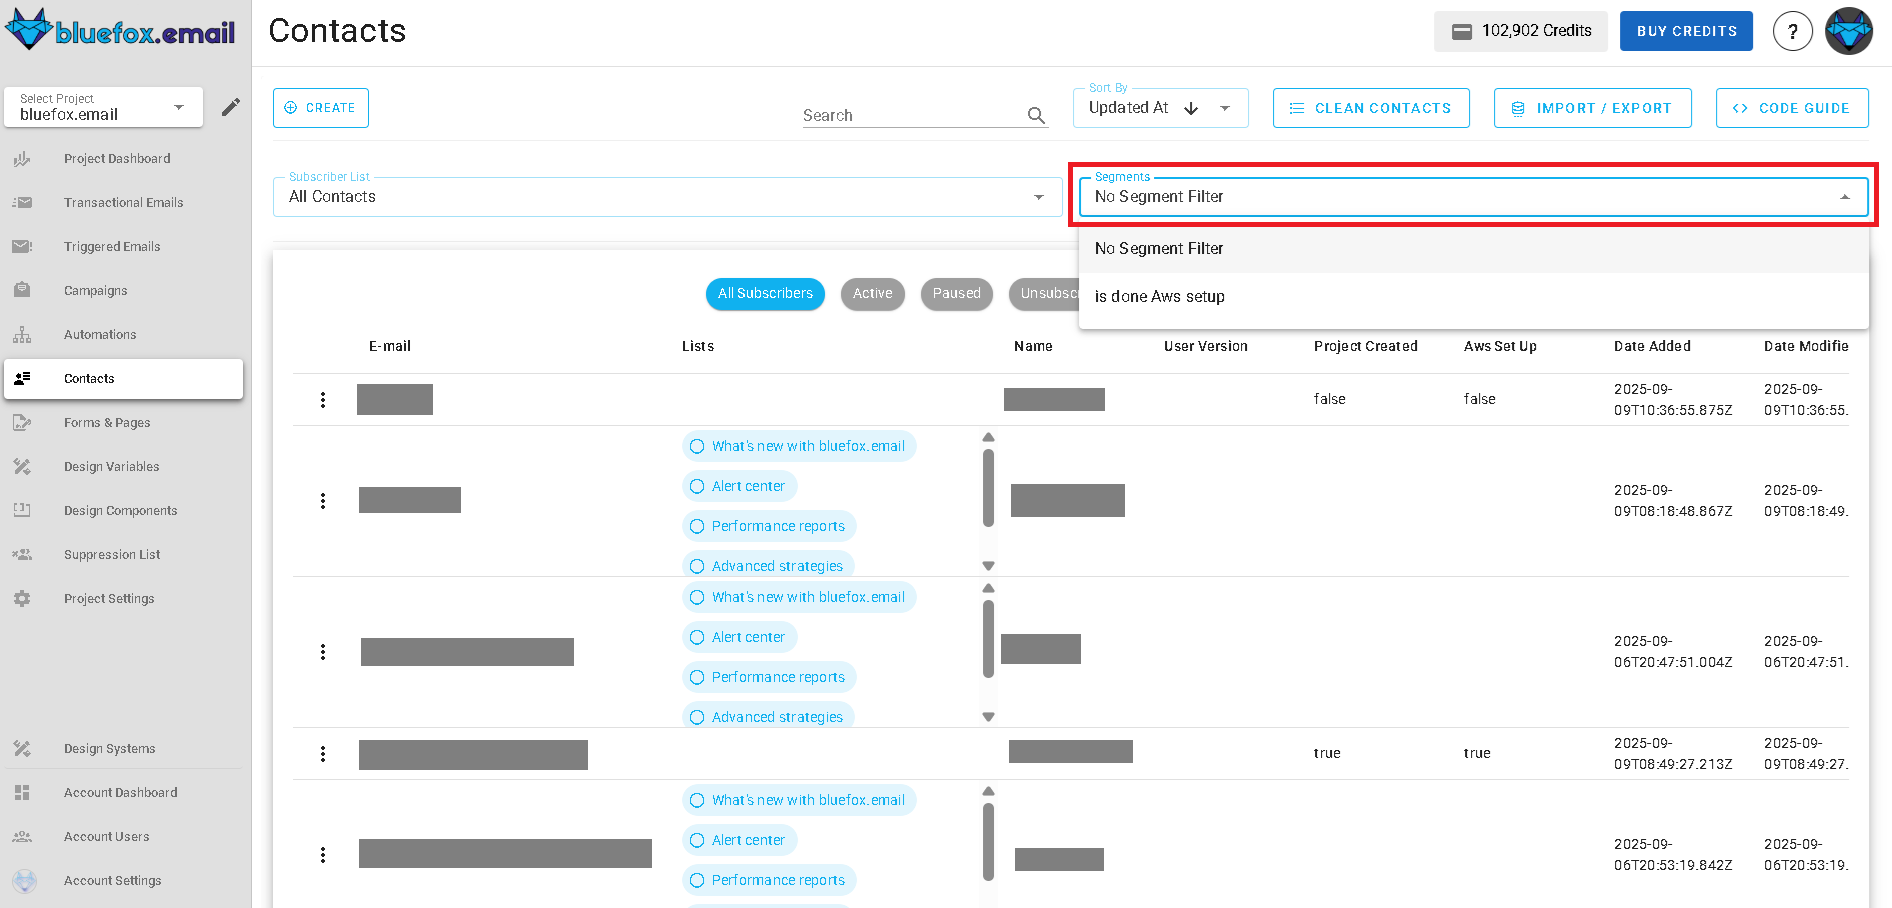 bluefox.email
Contacts
102,902 Credits
BUY CREDITS
?
Select Project
bluefox.email
Project Dashboard
Transactional Emails
Triggered Emails
Campaigns
Automations
Contacts
Forms & Pages
Design Variables
Design Components
Suppression List
Project Settings
Design Systems
Account Dashboard
Account Users
Account Settings
CREATE
Search
Sort By
Updated At
CLEAN CONTACTS
IMPORT / EXPORT
CODE GUIDE
Subscriber List
All Contacts
Segments
No Segment Filter
No Segment Filter
is done Aws setup
All Subscribers
Active
Paused
Unsubsc
E-mail
Lists
Name
User Version
Project Created
Aws Set Up
Date Added
Date Modifie
false
false
2025-09-
09T10:36:55.875Z
2025-09-
09T10:36:55.
What's new with bluefox.email
Alert center
Performance reports
Advanced strategies
2025-09-
09T08:18:48.867Z
2025-09-
09T08:18:49.
What's new with bluefox.email
Alert center
Performance reports
Advanced strategies
2025-09-
06T20:47:51.004Z
2025-09-
06T20:47:51.
true
true
2025-09-
09T08:49:27.213Z
2025-09-
09T08:49:27.
What's new with bluefox.email
Alert center
Performance reports
2025-09-
06T20:53:19.842Z
2025-09-
06T20:53:19.